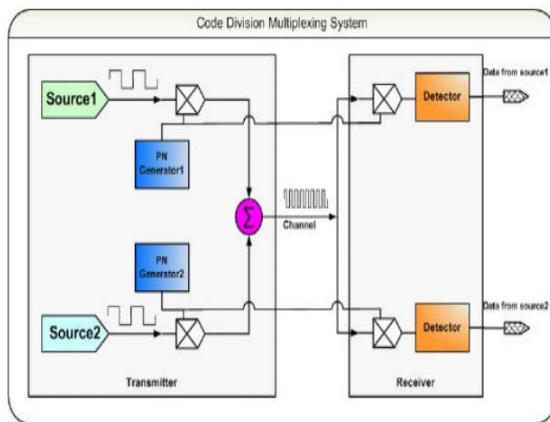 Code Division Multiplexing System
Source1
PN
Generator1
Σ
Channel
PN
Generator2
Source2
Transmitter
Detector
Data from source1
Detector
Data from source2
Receiver